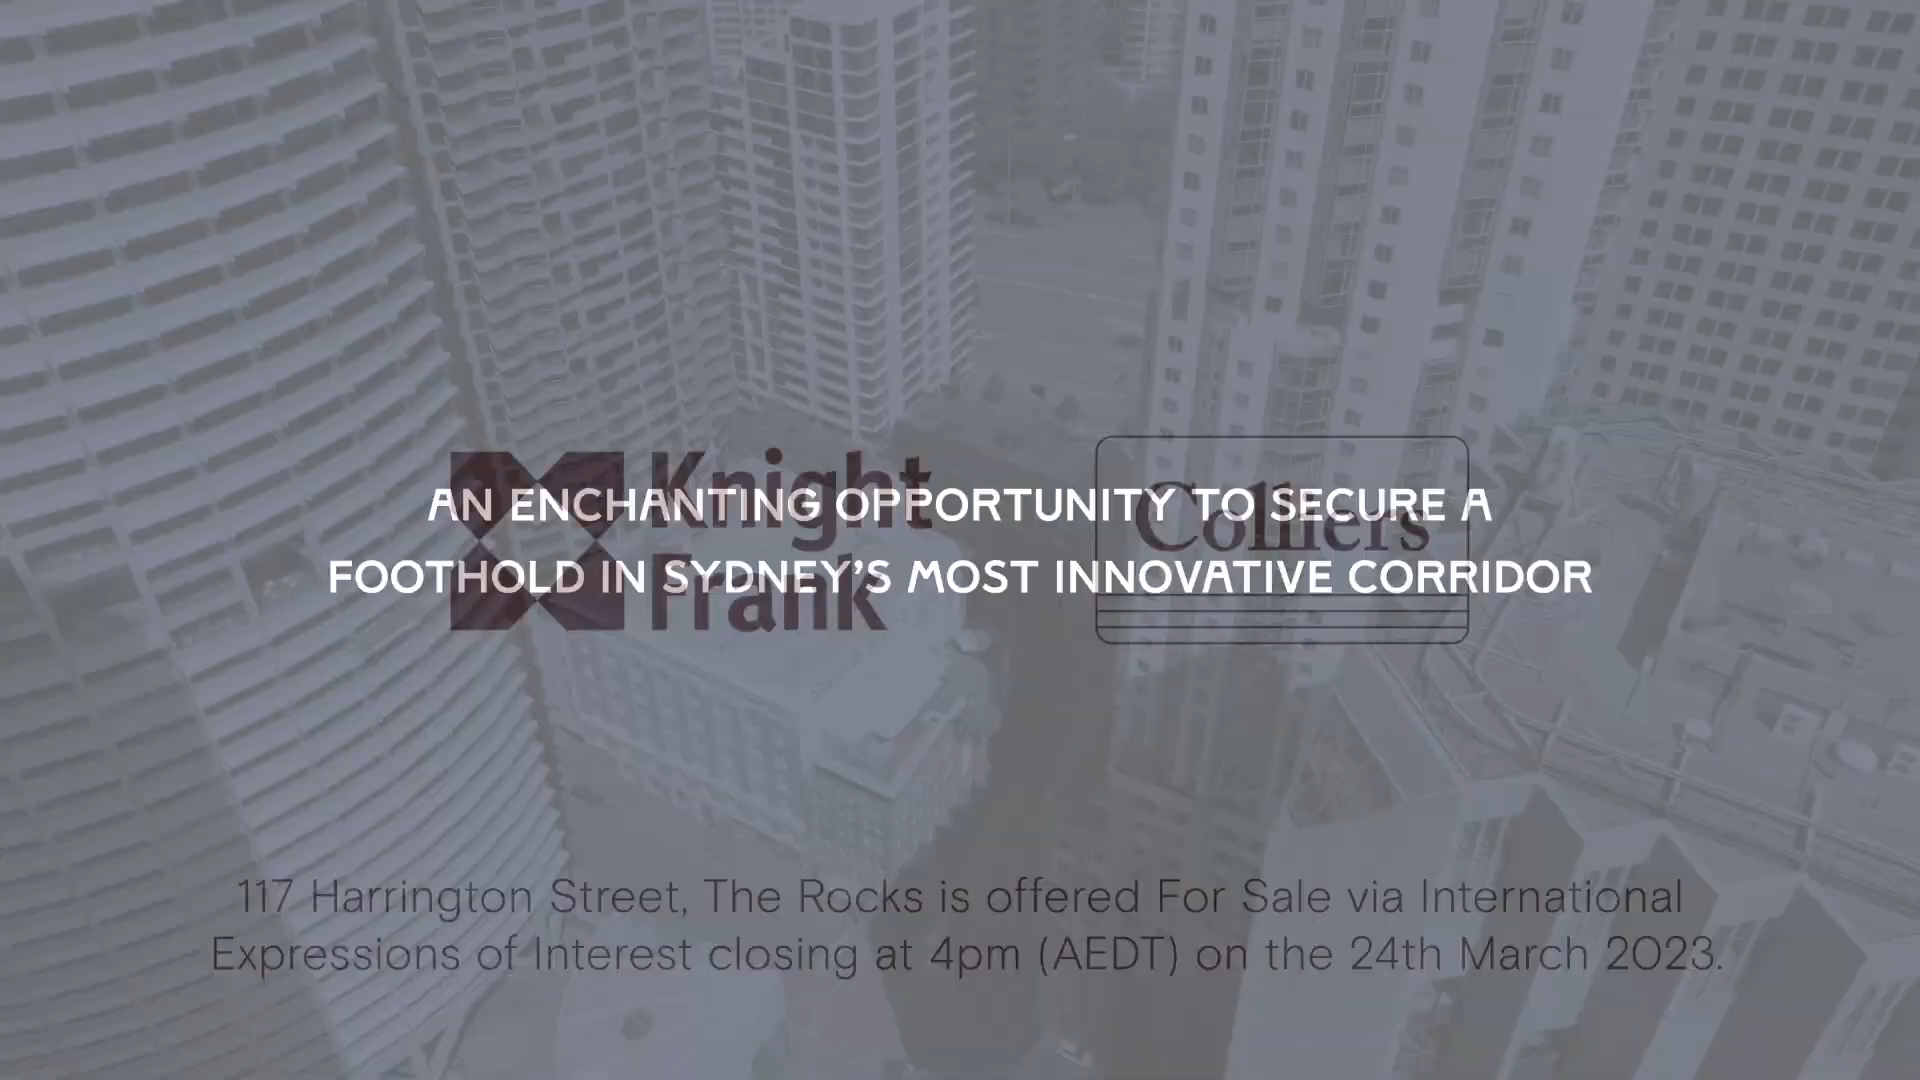 Knight
Frank
Colliers
AN ENCHANTING OPPORTUNITY TO SECURE A
FOOTHOLD IN SYDNEY'S MOST INNOVATIVE CORRIDOR
117 Harrington Street, The Rocks is offered For Sale via International
Expressions of Interest closing at 4pm (AEDT) on the 24th March 2023.